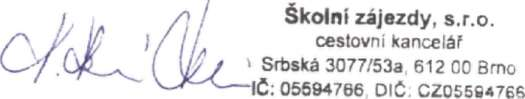 Školní zájezdy, s.r.o.
cestovní kancelář
Srbská 3077/53a, 612 00 Brno
IČ: 05594766, DIČ: CZ05594766